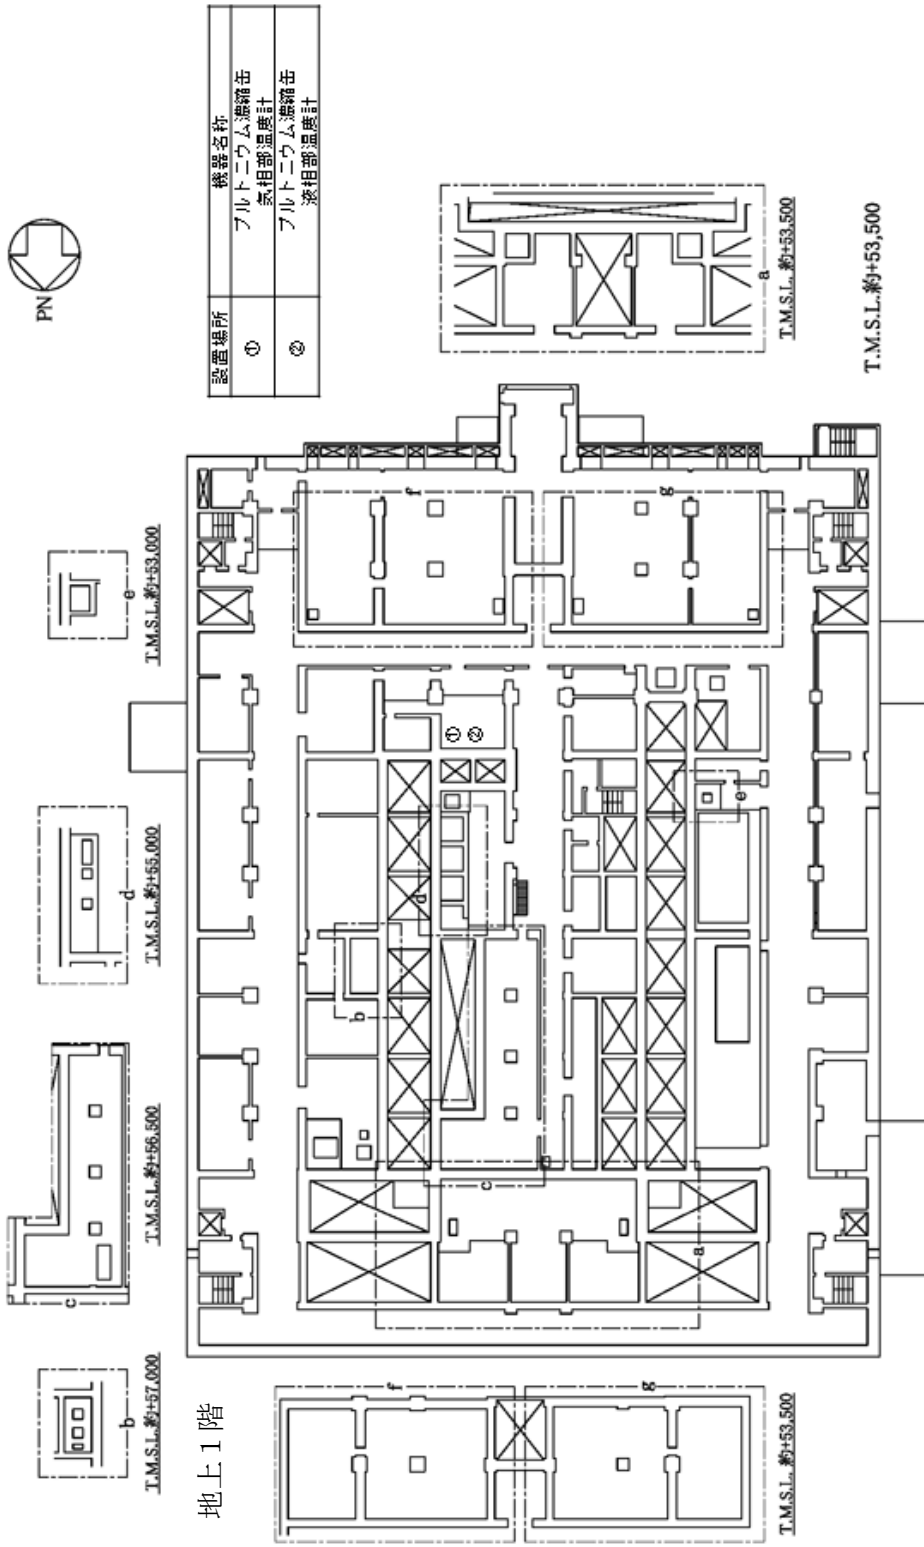 地上1階
PN
設置場所 機器名称
① プルトニウム濃縮缶
気相部温度計
② プルトニウム濃縮缶
液相部温度計
b
T.M.S.L.約+57,000
c
T.M.S.L.約+56,500
d
T.M.S.L.約+55,000
e
T.M.S.L.約+53,000
f
g
T.M.S.L.約+53,500
a
b
c
d
e
f
g
①
②
a
T.M.S.L.約+53,500
T.M.S.L.約+53,500